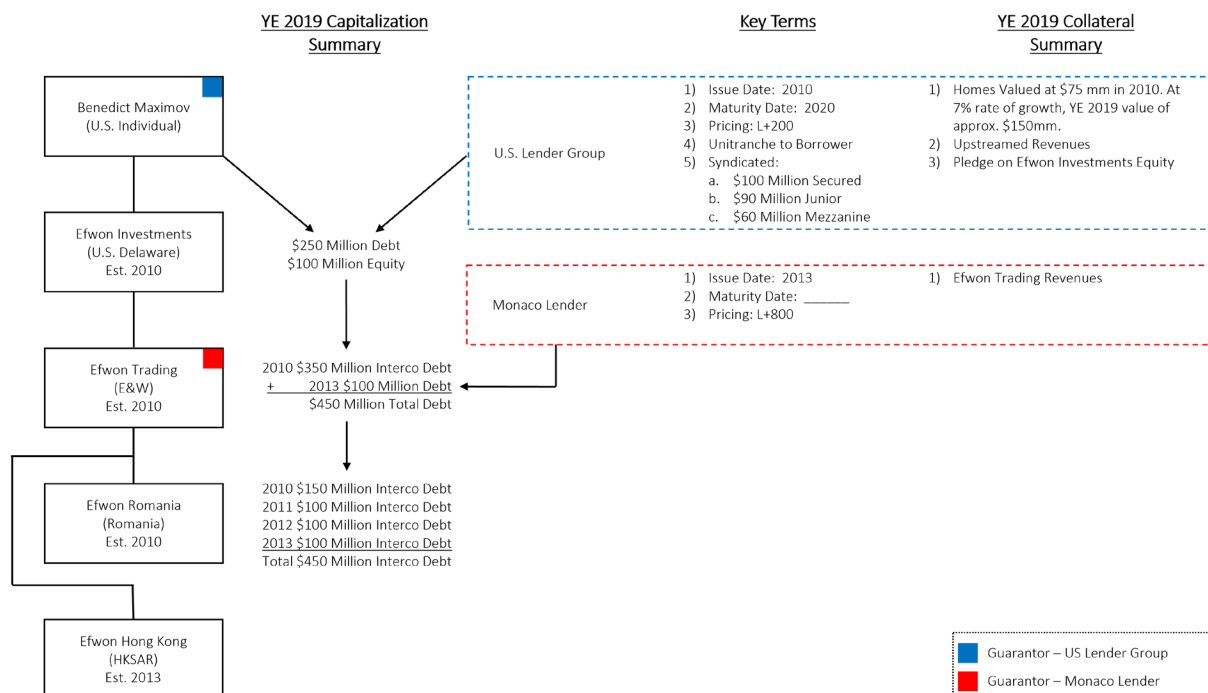 YE 2019 Capitalization
Summary
Key Terms
YE 2019 Collateral
Summary
Benedict Maximov
(U.S. Individual)
Efwon Investments
(U.S. Delaware)
Est. 2010
Efwon Trading
(E&W)
Est. 2010
Efwon Romania
(Romania)
Est. 2010
Efwon Hong Kong
(HKSAR)
Est. 2013
$250 Million Debt
$100 Million Equity
2010 $350 Million Interco Debt
+ 2013 $100 Million Debt
$450 Million Total Debt
2010 $150 Million Interco Debt
2011 $100 Million Interco Debt
2012 $100 Million Interco Debt
2013 $100 Million Interco Debt
Total $450 Million Interco Debt
U.S. Lender Group
1) Issue Date: 2010
2) Maturity Date: 2020
3) Pricing: L+200
4) Unitranche to Borrower
5) Syndicated:
a. $100 Million Secured
b. $90 Million Junior
c. $60 Million Mezzanine
1) Homes Valued at $75 mm in 2010. At
7% rate of growth, YE 2019 value of
approx. $150mm.
2) Upstreamed Revenues
3) Pledge on Efwon Investments Equity
Monaco Lender
1) Issue Date: 2013
2) Maturity Date: ______
3) Pricing: L+800
1) Efwon Trading Revenues
Guarantor – US Lender Group
Guarantor – Monaco Lender